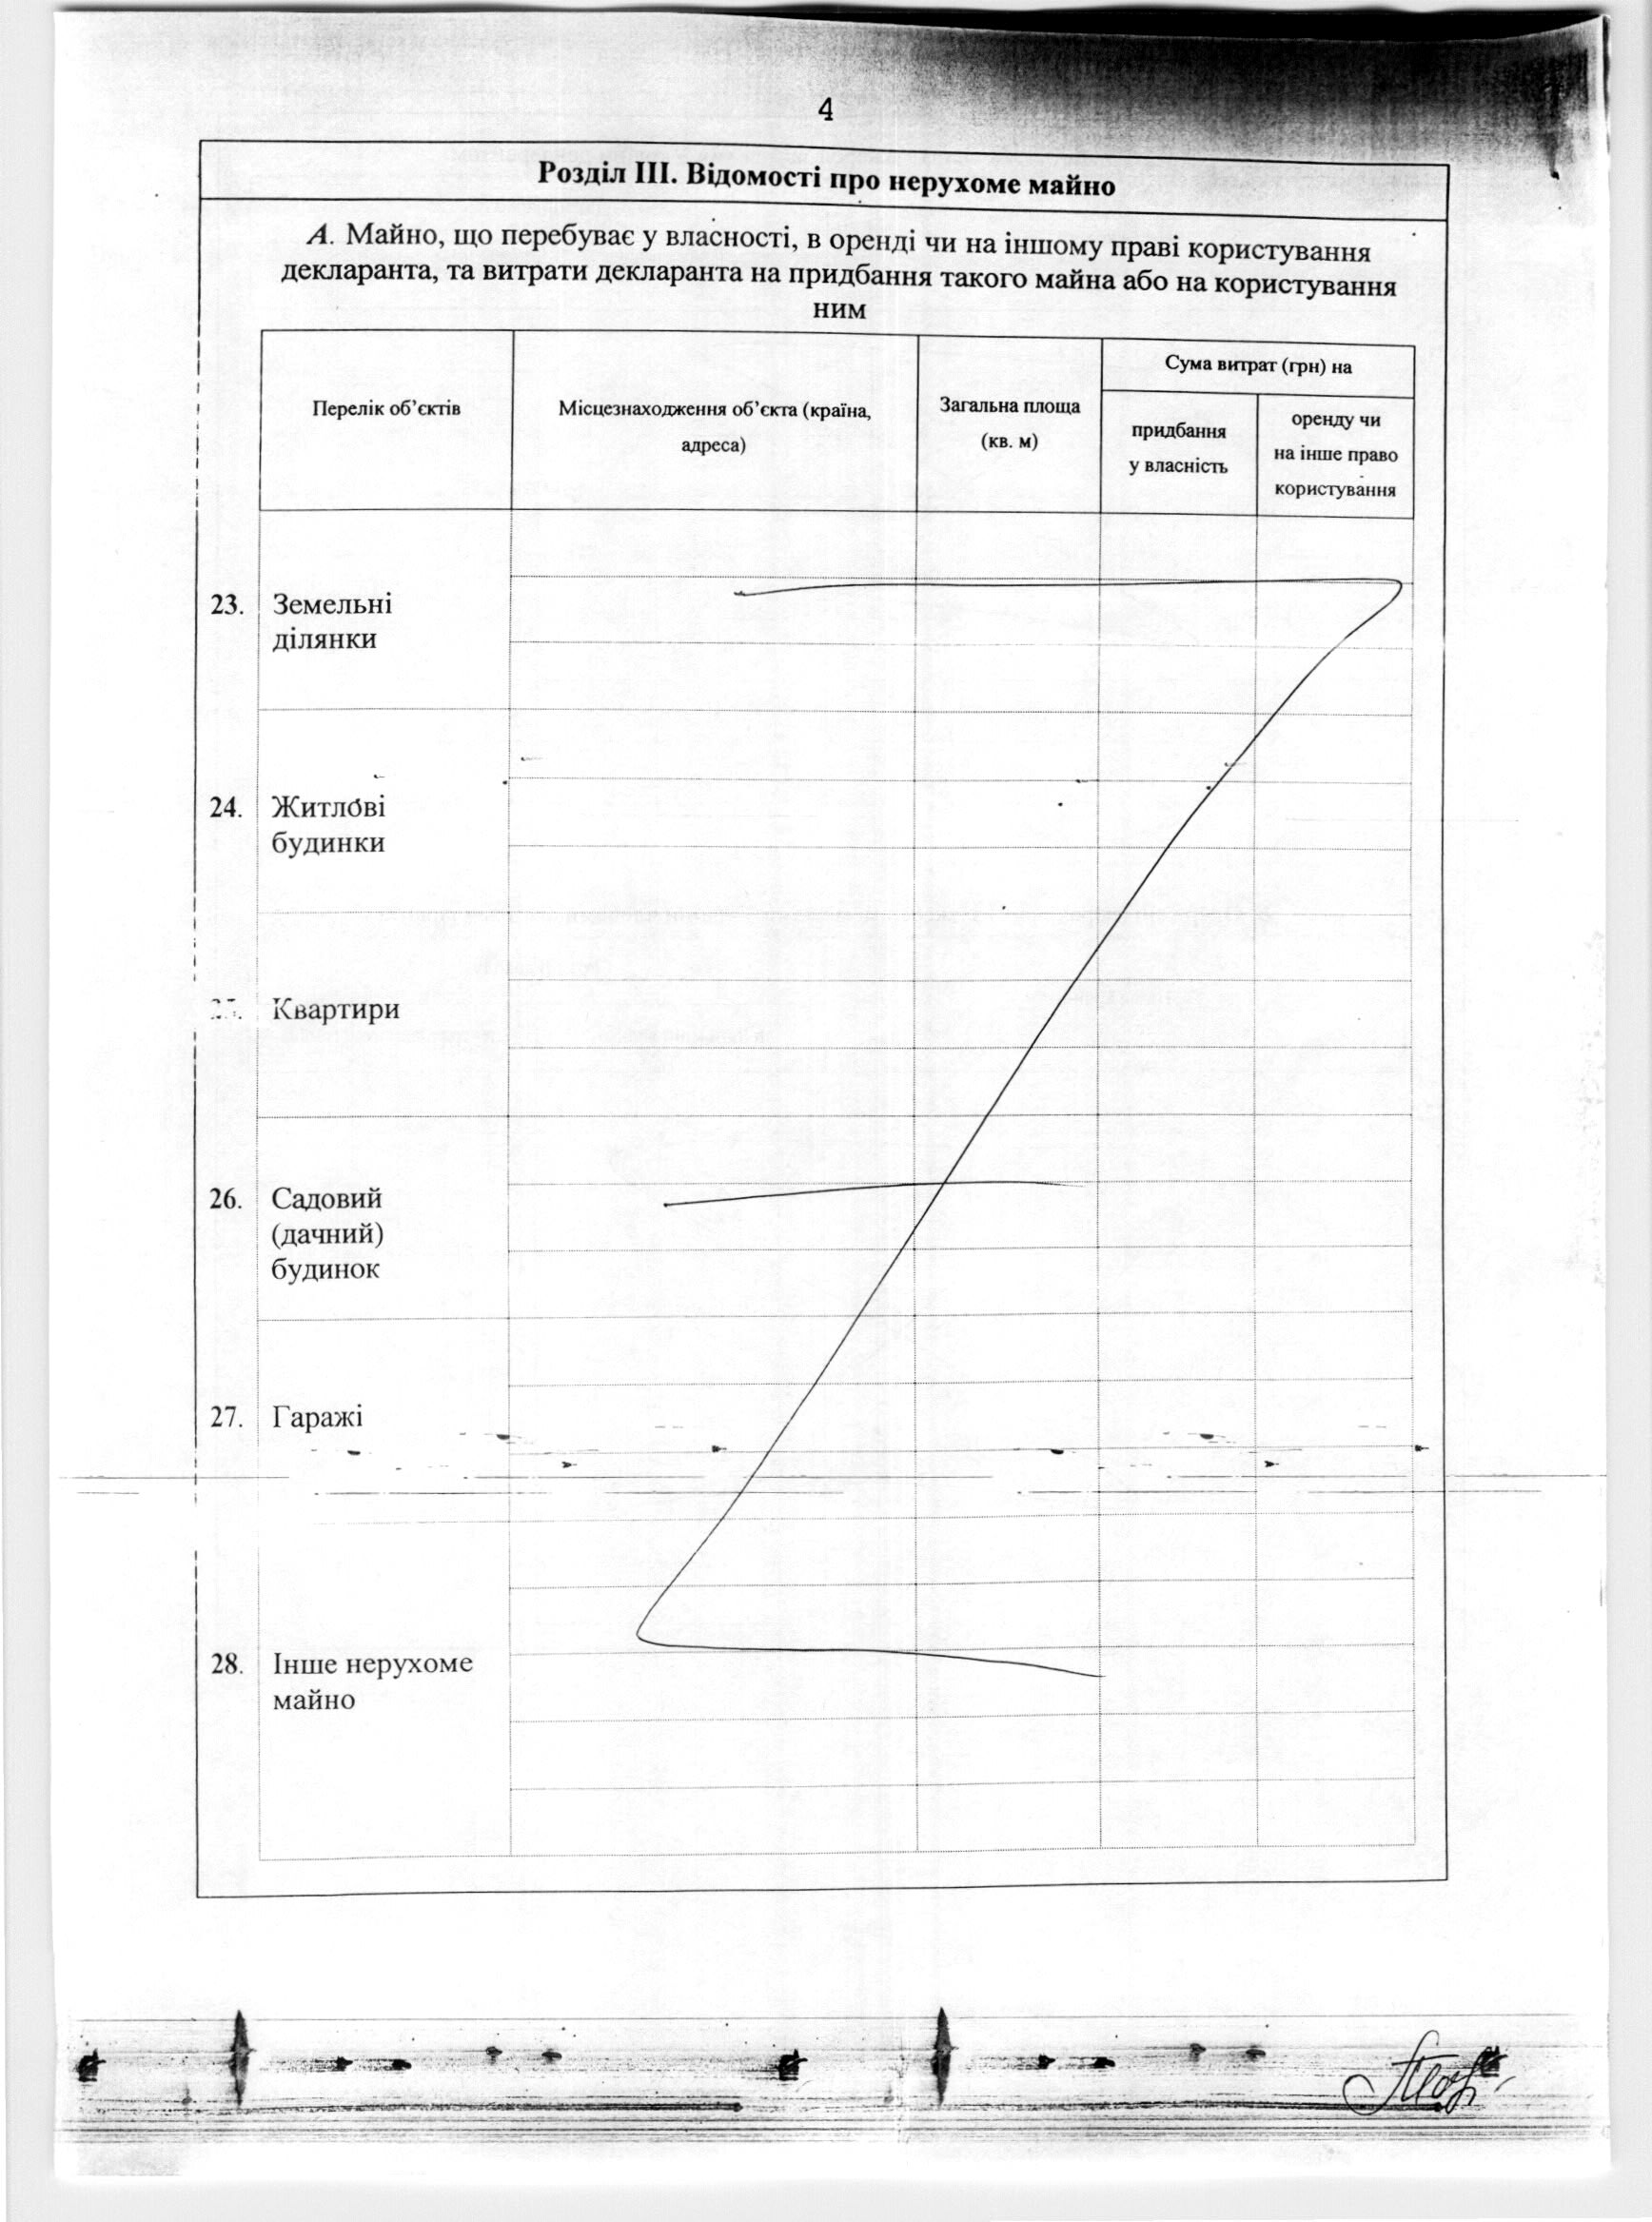 4
Розділ III. Відомості про нерухоме майно
А. Майно, що перебуває у власності, в оренді чи на іншому праві користування
декларанта, та витрати декларанта на придбання такого майна або на користування
ним
Перелік об’єктів
Місцезнаходження об’єкта (країна,
адреса)
Загальна площа
(кв. м)
Сума витрат (грн) на
придбання
у власність
оренду чи
на інше право
користування
23. Земельні
ділянки
24. Житлові
будинки
Квартири
26. Садовий
(дачний)
будинок
27. Гаражі
28. Інше нерухоме
майно